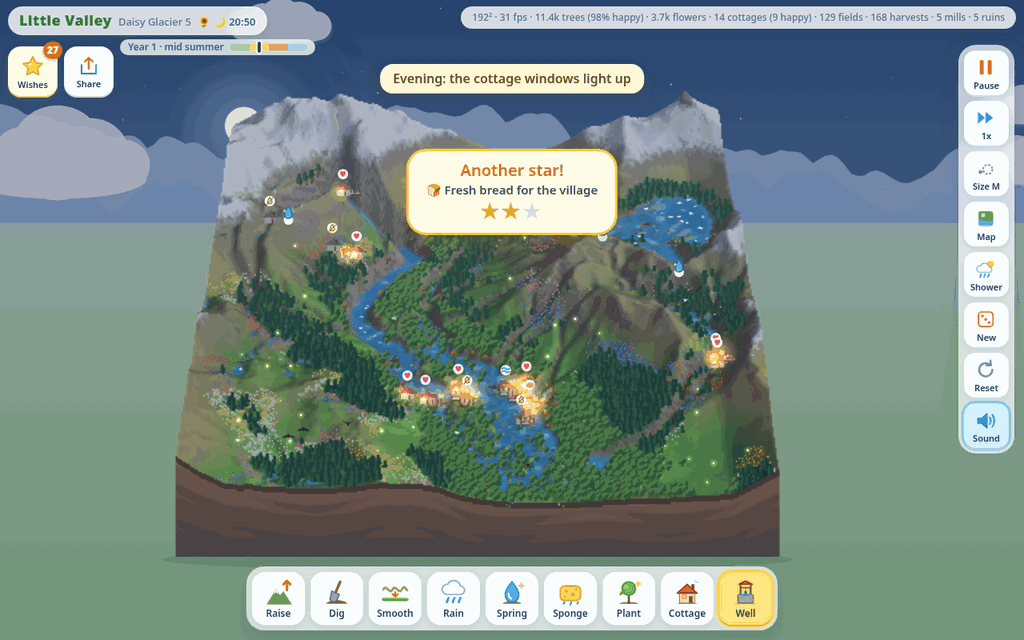 Little Valley Daisy Glacier 5 20:50
192² · 31 fps · 11.4k trees (98% happy) · 3.7k flowers · 14 cottages (9 happy) · 129 fields · 168 harvests · 5 mills · 5 ruins
Year 1 · mid summer
27
Wishes
Share
Evening: the cottage windows light up
Another star!
Fresh bread for the village
Pause
1x
Size M
Map
Shower
New
Reset
Sound
Raise
Dig
Smooth
Rain
Spring
Sponge
Plant
Cottage
Well